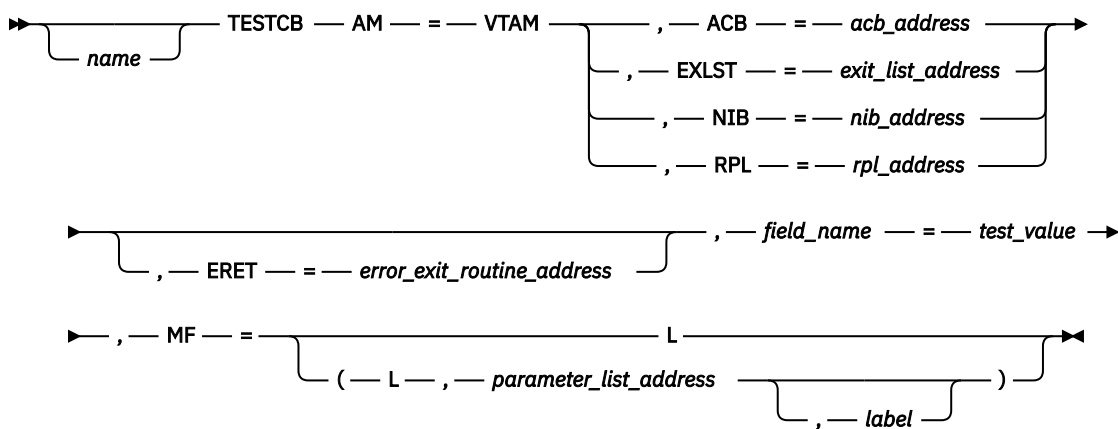 TESTCB AM = VTAM , ACB = acb_address
name
, EXLST = exit_list_address
, NIB = nib_address
, RPL = rpl_address
, field_name = test_value
, ERET = error_exit_routine_address
, MF = L
( L , parameter_list_address )
, label